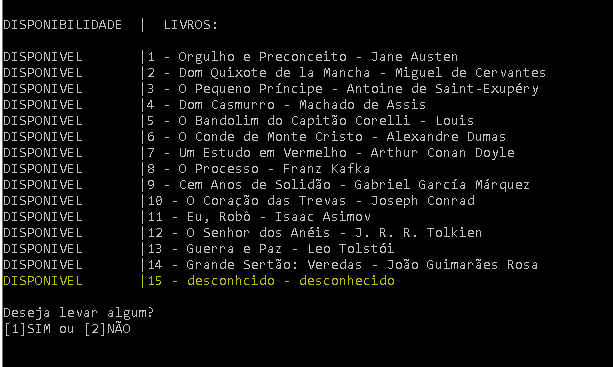 DISPONIBILIDADE | LIVROS:
DISPONIVEL |1 - Orgulho e Preconceito - Jane Austen
DISPONIVEL |2 - Dom Quixote de la Mancha - Miguel de Cervantes
DISPONIVEL |3 - O Pequeno Príncipe - Antoine de Saint-Exupéry
DISPONIVEL |4 - Dom Casmurro - Machado de Assis
DISPONIVEL |5 - O Bandolim do Capitão Corelli - Louis
DISPONIVEL |6 - O Conde de Monte Cristo - Alexandre Dumas
DISPONIVEL |7 - Um Estudo em Vermelho - Arthur Conan Doyle
DISPONIVEL |8 - O Processo - Franz Kafka
DISPONIVEL |9 - Cem Anos de Solidão - Gabriel García Márquez
DISPONIVEL |10 - O Coração das Trevas - Joseph Conrad
DISPONIVEL |11 - Eu, Robô - Isaac Asimov
DISPONIVEL |12 - O Senhor dos Anéis - J. R. R. Tolkien
DISPONIVEL |13 - Guerra e Paz - Leo Tolstói
DISPONIVEL |14 - Grande Sertão: Veredas - João Guimarães Rosa
DISPONIVEL |15 - desconhcido - desconhecido
Deseja levar algum?
[1]SIM ou [2]NÃO